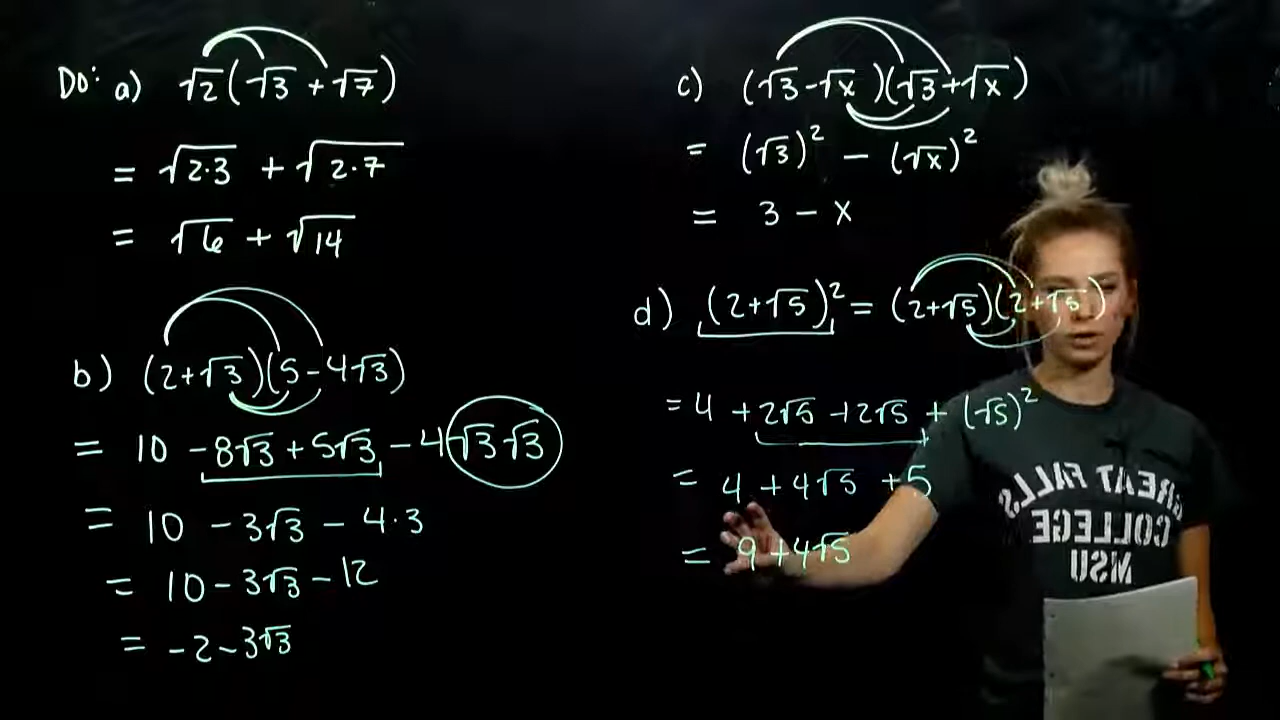 Do: a) √2(√3 + √7)
= √2·3 + √2·7
= √6 + √14
b) (2+√3)(5-4√3)
= 10 -8√3 + 5√3 - 4√3√3
= 10 - 3√3 - 4·3
= 10 - 3√3 - 12
= -2 - 3√3
c) (√3-√x)(√3+√x)
= (√3)² - (√x)²
= 3 - x
d) (2+√5)² = (2+√5)(2+√5)
= 4 + 2√5 + 2√5 + (√5)²
= 4 + 4√5 + 5
= 9 + 4√5
GREAT FALLS
COLLEGE
MSU